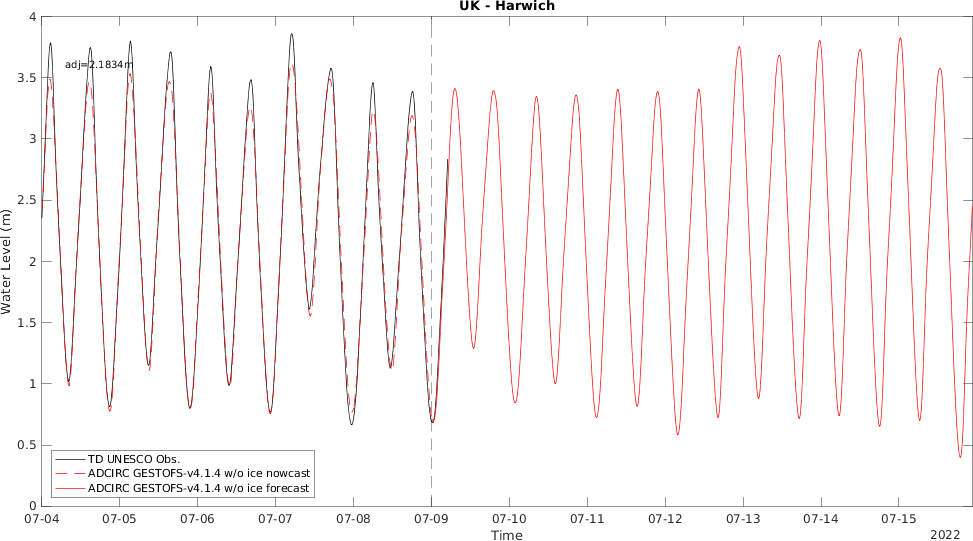 UK - Harwich
adj=2.1834m
Water Level (m)
4
3.5
3
2.5
2
1.5
1
0.5
0
TD UNESCO Obs.
ADCIRC GESTOFS-v4.1.4 w/o ice nowcast
ADCIRC GESTOFS-v4.1.4 w/o ice forecast
07-04 07-05 07-06 07-07 07-08 07-09 07-10 07-11 07-12 07-13 07-14 07-15
2022
Time